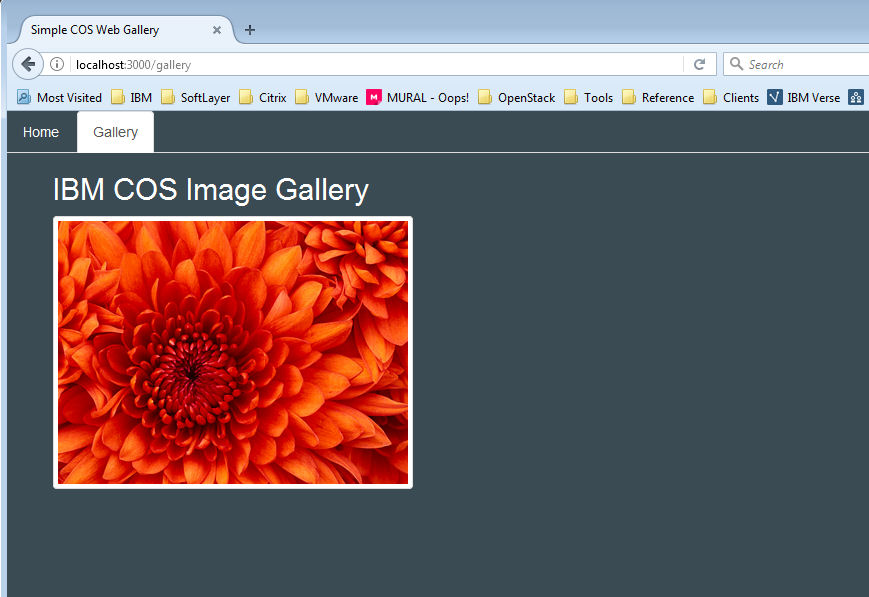 Simple COS Web Gallery
localhost:3000/gallery
Search
Most Visited IBM SoftLayer Citrix VMware MURAL - Oops! OpenStack Tools Reference Clients IBM Verse
Home Gallery
IBM COS Image Gallery